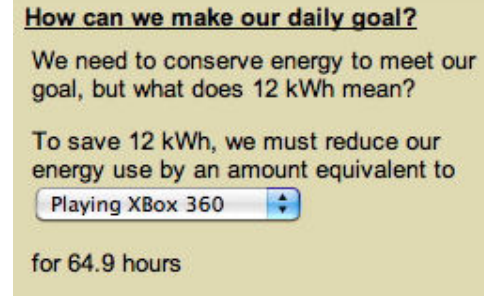 How can we make our daily goal?
We need to conserve energy to meet our
goal, but what does 12 kWh mean?
To save 12 kWh, we must reduce our
energy use by an amount equivalent to
Playing XBox 360
for 64.9 hours